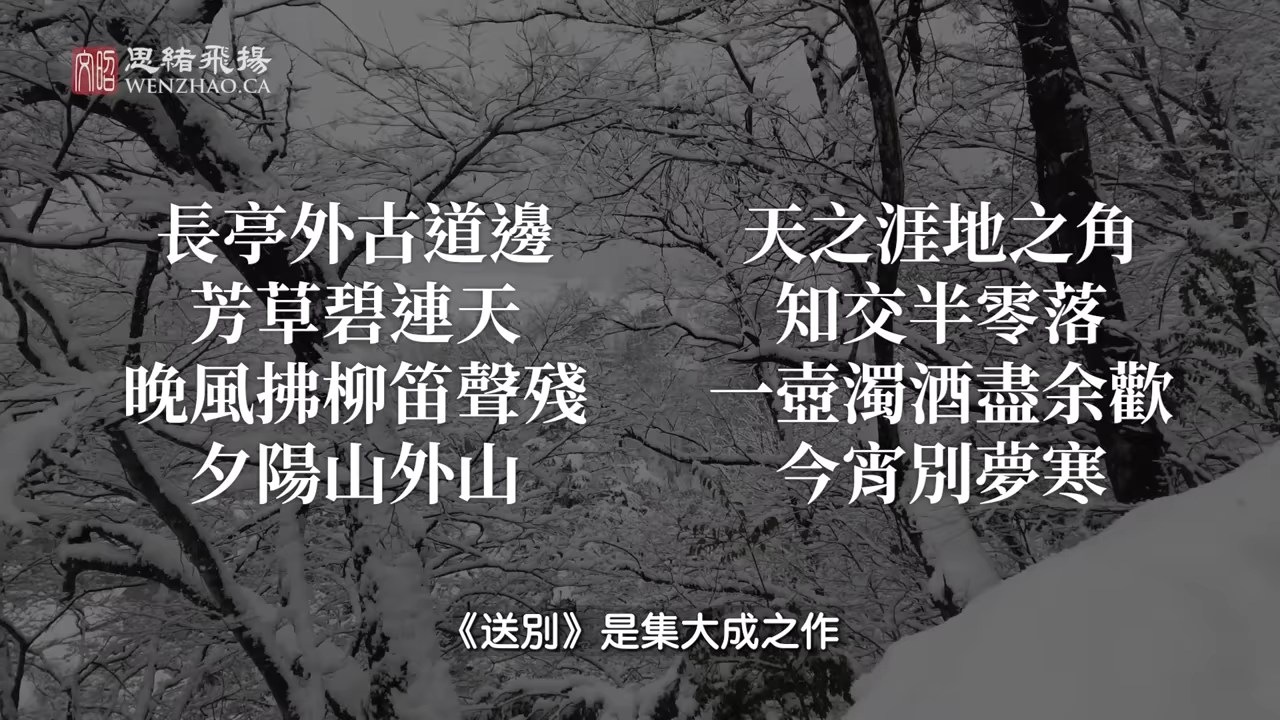 文昭
思緒飛揚
WENZHAO.CA
長亭外古道邊
芳草碧連天
晚風拂柳笛聲殘
夕陽山外山
天之涯地之角
知交半零落
一壺濁酒盡余歡
今宵別夢寒
《送別》是集大成之作